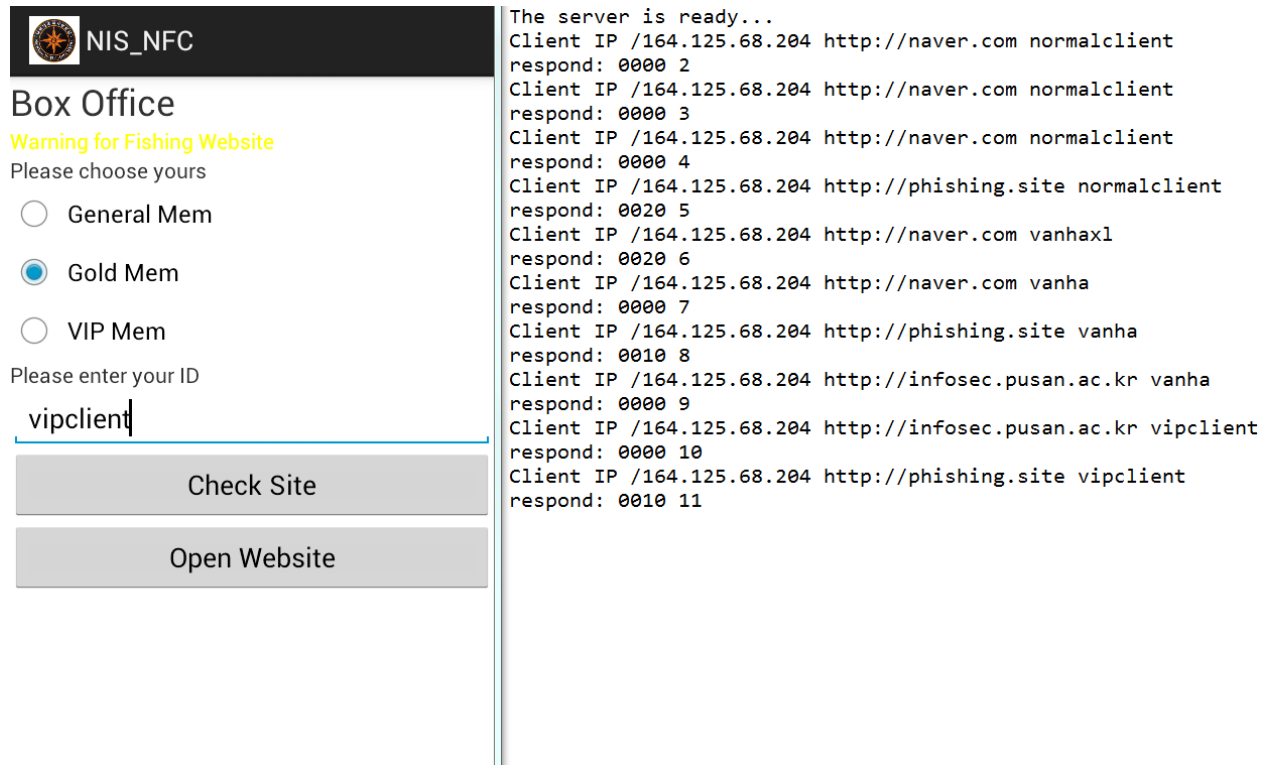 NIS_NFC
Box Office
Warning for Fishing Website
Please choose yours
General Mem
Gold Mem
VIP Mem
Please enter your ID
vipclient
Check Site
Open Website
The server is ready...
Client IP /164.125.68.204 http://naver.com normalclient
respond: 0000 2
Client IP /164.125.68.204 http://naver.com normalclient
respond: 0000 3
Client IP /164.125.68.204 http://naver.com normalclient
respond: 0000 4
Client IP /164.125.68.204 http://phishing.site normalclient
respond: 0020 5
Client IP /164.125.68.204 http://naver.com vanhaxl
respond: 0020 6
Client IP /164.125.68.204 http://naver.com vanha
respond: 0000 7
Client IP /164.125.68.204 http://phishing.site vanha
respond: 0010 8
Client IP /164.125.68.204 http://infosec.pusan.ac.kr vanha
respond: 0000 9
Client IP /164.125.68.204 http://infosec.pusan.ac.kr vipclient
respond: 0000 10
Client IP /164.125.68.204 http://phishing.site vipclient
respond: 0010 11